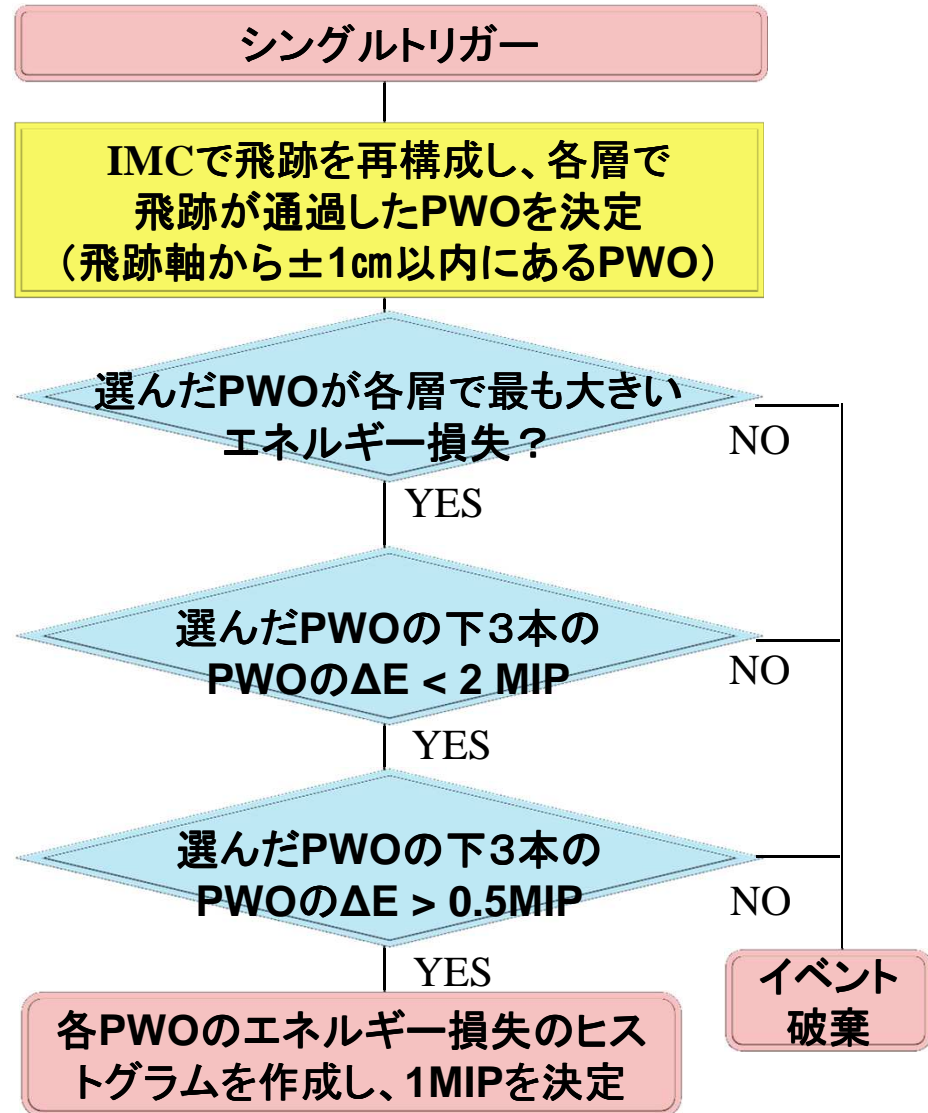 シングルトリガー
IMCで飛跡を再構成し、各層で
飛跡が通過したPWOを決定
（飛跡軸から±1㎝以内にあるPWO）
選んだPWOが各層で最も大きい
エネルギー損失？
NO
YES
選んだPWOの下３本の
PWOのΔE < 2 MIP
NO
YES
選んだPWOの下３本の
PWOのΔE > 0.5MIP
NO
YES
イベント
破棄
各PWOのエネルギー損失のヒス
トグラムを作成し、1MIPを決定